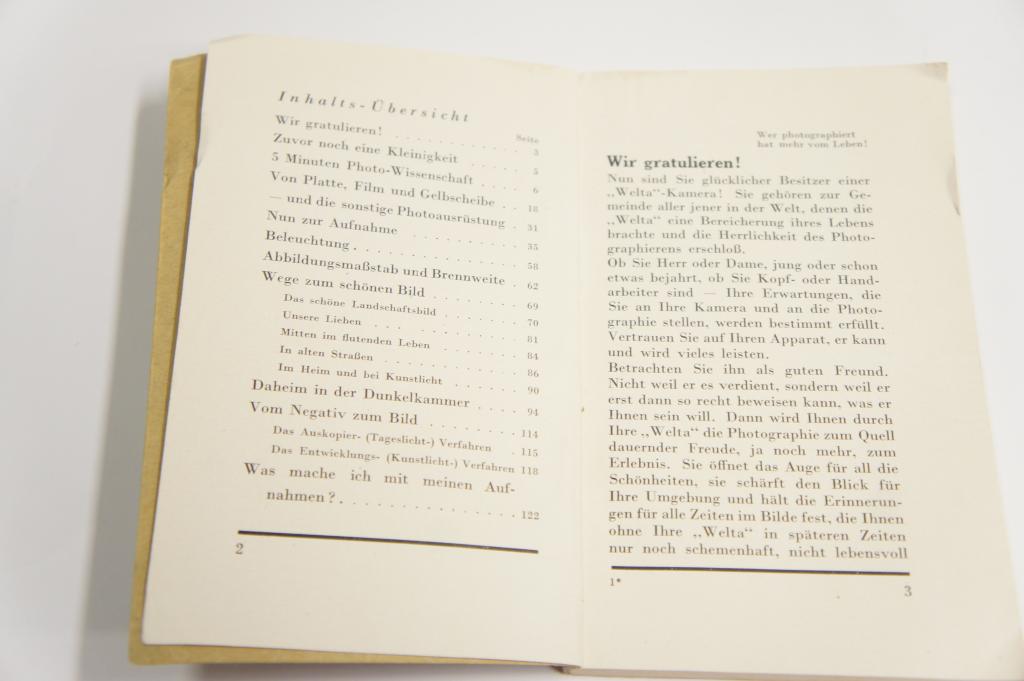 Inhalts-Übersicht
Seite
Wir gratulieren! . . . . . . . . . . 3
Zuvor noch eine Kleinigkeit . . . . 5
5 Minuten Photo-Wissenschaft . . . . 6
Von Platte, Film und Gelbscheibe . . 18
— und die sonstige Photoausrüstung . 31
Nun zur Aufnahme . . . . . . . . . 35
Beleuchtung . . . . . . . . . . . . 58
Abbildungsmaßstab und Brennweite . 62
Wege zum schönen Bild . . . . . . . 69
Das schöne Landschaftsbild . . . . . . 70
Unsere Lieben . . . . . . . . . . . 81
Mitten im flutenden Leben . . . . . . 84
In alten Straßen . . . . . . . . . . 86
Im Heim und bei Kunstlicht . . . . . 90
Daheim in der Dunkelkammer . . . . 94
Vom Negativ zum Bild . . . . . . . 114
Das Auskopier- (Tageslicht-) Verfahren . 115
Das Entwicklungs- (Kunstlicht-) Verfahren 118
Was mache ich mit meinen Auf-
nahmen? . . . . . . . . . . . . . 122
2
Wer photographiert
hat mehr vom Leben!
Wir gratulieren!
Nun sind Sie glücklicher Besitzer einer
„Welta“-Kamera! Sie gehören zur Ge-
meinde aller jener in der Welt, denen die
„Welta“ eine Bereicherung ihres Lebens
brachte und die Herrlichkeit des Photo-
graphierens erschloß.
Ob Sie Herr oder Dame, jung oder schon
etwas bejahrt, ob Sie Kopf- oder Hand-
arbeiter sind — Ihre Erwartungen, die
Sie an Ihre Kamera und an die Photo-
graphie stellen, werden bestimmt erfüllt.
Vertrauen Sie auf Ihren Apparat, er kann
und wird vieles leisten.
Betrachten Sie ihn als guten Freund.
Nicht weil er es verdient, sondern weil er
erst dann so recht beweisen kann, was er
Ihnen sein will. Dann wird Ihnen durch
Ihre „Welta“ die Photographie zum Quell
dauernder Freude, ja noch mehr, zum
Erlebnis. Sie öffnet das Auge für all die
Schönheiten, sie schärft den Blick für
Ihre Umgebung und hält die Erinnerun-
gen für alle Zeiten im Bilde fest, die Ihnen
ohne Ihre „Welta“ in späteren Zeiten
nur noch schemenhaft, nicht lebensvoll
1*
3